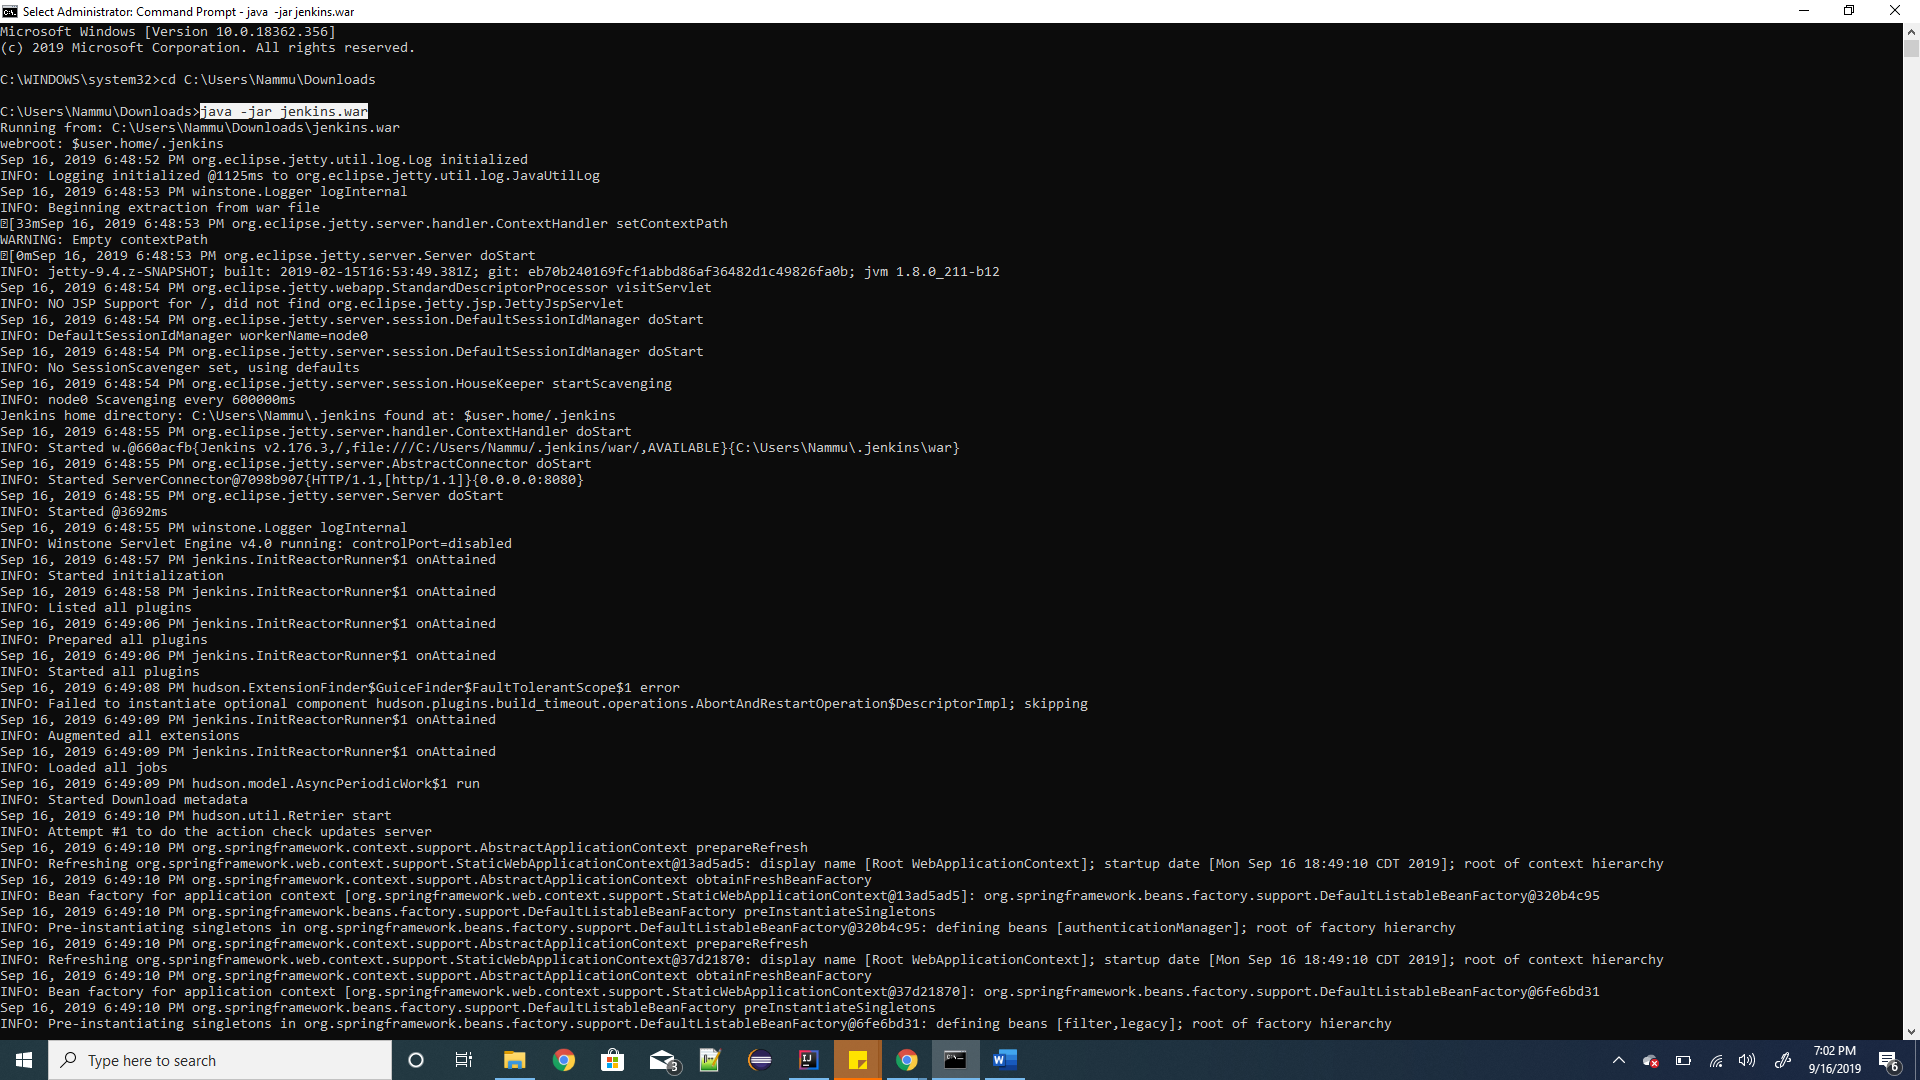 Select Administrator: Command Prompt - java  -jar jenkins.war
Microsoft Windows [Version 10.0.18362.356]
(c) 2019 Microsoft Corporation. All rights reserved.
C:\WINDOWS\system32>cd C:\Users\Nammu\Downloads
C:\Users\Nammu\Downloads>java -jar jenkins.war
Running from: C:\Users\Nammu\Downloads\jenkins.war
webroot: $user.home/.jenkins
Sep 16, 2019 6:48:52 PM org.eclipse.jetty.util.log.Log initialized
INFO: Logging initialized @1125ms to org.eclipse.jetty.util.log.JavaUtilLog
Sep 16, 2019 6:48:53 PM winstone.Logger logInternal
INFO: Beginning extraction from war file
[33mSep 16, 2019 6:48:53 PM org.eclipse.jetty.server.handler.ContextHandler setContextPath
WARNING: Empty contextPath
[0mSep 16, 2019 6:48:53 PM org.eclipse.jetty.server.Server doStart
INFO: jetty-9.4.z-SNAPSHOT; built: 2019-02-15T16:53:49.381Z; git: eb70b240169fcf1abbd86af36482d1c49826fa0b; jvm 1.8.0_211-b12
Sep 16, 2019 6:48:54 PM org.eclipse.jetty.webapp.StandardDescriptorProcessor visitServlet
INFO: NO JSP Support for /, did not find org.eclipse.jetty.jsp.JettyJspServlet
Sep 16, 2019 6:48:54 PM org.eclipse.jetty.server.session.DefaultSessionIdManager doStart
INFO: DefaultSessionIdManager workerName=node0
Sep 16, 2019 6:48:54 PM org.eclipse.jetty.server.session.DefaultSessionIdManager doStart
INFO: No SessionScavenger set, using defaults
Sep 16, 2019 6:48:54 PM org.eclipse.jetty.server.session.HouseKeeper startScavenging
INFO: node0 Scavenging every 600000ms
Jenkins home directory: C:\Users\Nammu\.jenkins found at: $user.home/.jenkins
Sep 16, 2019 6:48:55 PM org.eclipse.jetty.server.handler.ContextHandler doStart
INFO: Started w.@660acfb{Jenkins v2.176.3,/,file:///C:/Users/Nammu/.jenkins/war/,AVAILABLE}{C:\Users\Nammu\.jenkins\war}
Sep 16, 2019 6:48:55 PM org.eclipse.jetty.server.AbstractConnector doStart
INFO: Started ServerConnector@7098b907{HTTP/1.1,[http/1.1]}{0.0.0.0:8080}
Sep 16, 2019 6:48:55 PM org.eclipse.jetty.server.Server doStart
INFO: Started @3692ms
Sep 16, 2019 6:48:55 PM winstone.Logger logInternal
INFO: Winstone Servlet Engine v4.0 running: controlPort=disabled
Sep 16, 2019 6:48:57 PM jenkins.InitReactorRunner$1 onAttained
INFO: Started initialization
Sep 16, 2019 6:48:58 PM jenkins.InitReactorRunner$1 onAttained
INFO: Listed all plugins
Sep 16, 2019 6:49:06 PM jenkins.InitReactorRunner$1 onAttained
INFO: Prepared all plugins
Sep 16, 2019 6:49:06 PM jenkins.InitReactorRunner$1 onAttained
INFO: Started all plugins
Sep 16, 2019 6:49:08 PM hudson.ExtensionFinder$GuiceFinder$FaultTolerantScope$1 error
INFO: Failed to instantiate optional component hudson.plugins.build_timeout.operations.AbortAndRestartOperation$DescriptorImpl; skipping
Sep 16, 2019 6:49:09 PM jenkins.InitReactorRunner$1 onAttained
INFO: Augmented all extensions
Sep 16, 2019 6:49:09 PM jenkins.InitReactorRunner$1 onAttained
INFO: Loaded all jobs
Sep 16, 2019 6:49:09 PM hudson.model.AsyncPeriodicWork$1 run
INFO: Started Download metadata
Sep 16, 2019 6:49:10 PM hudson.util.Retrier start
INFO: Attempt #1 to do the action check updates server
Sep 16, 2019 6:49:10 PM org.springframework.context.support.AbstractApplicationContext prepareRefresh
INFO: Refreshing org.springframework.web.context.support.StaticWebApplicationContext@13ad5ad5: display name [Root WebApplicationContext]; startup date [Mon Sep 16 18:49:10 CDT 2019]; root of context hierarchy
Sep 16, 2019 6:49:10 PM org.springframework.context.support.AbstractApplicationContext obtainFreshBeanFactory
INFO: Bean factory for application context [org.springframework.web.context.support.StaticWebApplicationContext@13ad5ad5]: org.springframework.beans.factory.support.DefaultListableBeanFactory@320b4c95
Sep 16, 2019 6:49:10 PM org.springframework.beans.factory.support.DefaultListableBeanFactory preInstantiateSingletons
INFO: Pre-instantiating singletons in org.springframework.beans.factory.support.DefaultListableBeanFactory@320b4c95: defining beans [authenticationManager]; root of factory hierarchy
Sep 16, 2019 6:49:10 PM org.springframework.context.support.AbstractApplicationContext prepareRefresh
INFO: Refreshing org.springframework.web.context.support.StaticWebApplicationContext@37d21870: display name [Root WebApplicationContext]; startup date [Mon Sep 16 18:49:10 CDT 2019]; root of context hierarchy
Sep 16, 2019 6:49:10 PM org.springframework.context.support.AbstractApplicationContext obtainFreshBeanFactory
INFO: Bean factory for application context [org.springframework.web.context.support.StaticWebApplicationContext@37d21870]: org.springframework.beans.factory.support.DefaultListableBeanFactory@6fe6bd31
Sep 16, 2019 6:49:10 PM org.springframework.beans.factory.support.DefaultListableBeanFactory preInstantiateSingletons
INFO: Pre-instantiating singletons in org.springframework.beans.factory.support.DefaultListableBeanFactory@6fe6bd31: defining beans [filter,legacy]; root of factory hierarchy
Type here to search
3
7:02 PM
9/16/2019
6